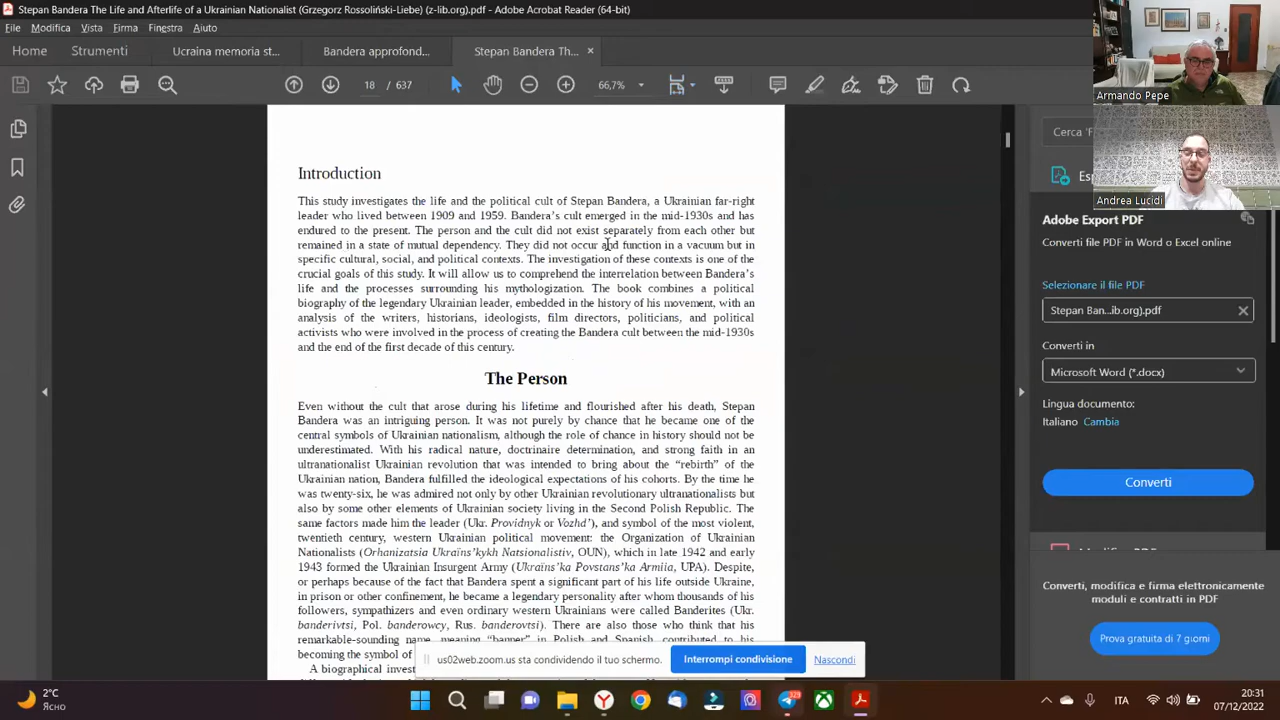 Stepan Bandera The Life and Afterlife of a Ukrainian Nationalist (Grzegorz Rossoliński-Liebe) (z-lib.org).pdf - Adobe Acrobat Reader (64-bit)
File Modifica Vista Firma Finestra Aiuto
Home Strumenti Ucraina memoria st... Bandera approfond... Stepan Bandera Th... ×
18 / 637 66,7%
Armando Pepe
Andrea Lucidi
Introduction
This study investigates the life and the political cult of Stepan Bandera, a Ukrainian far-right
leader who lived between 1909 and 1959. Bandera’s cult emerged in the mid-1930s and has
endured to the present. The person and the cult did not exist separately from each other but
remained in a state of mutual dependency. They did not occur and function in a vacuum but in
specific cultural, social, and political contexts. The investigation of these contexts is one of the
crucial goals of this study. It will allow us to comprehend the interrelation between Bandera’s
life and the processes surrounding his mythologization. The book combines a political
biography of the legendary Ukrainian leader, embedded in the history of his movement, with an
analysis of the writers, historians, ideologists, film directors, politicians, and political
activists who were involved in the process of creating the Bandera cult between the mid-1930s
and the end of the first decade of this century.
The Person
Even without the cult that arose during his lifetime and flourished after his death, Stepan
Bandera was an intriguing person. It was not purely by chance that he became one of the
central symbols of Ukrainian nationalism, although the role of chance in history should not be
underestimated. With his radical nature, doctrinaire determination, and strong faith in an
ultranationalist Ukrainian revolution that was intended to bring about the “rebirth” of the
Ukrainian nation, Bandera fulfilled the ideological expectations of his cohorts. By the time he
was twenty-six, he was admired not only by other Ukrainian revolutionary ultranationalists but
also by some other elements of Ukrainian society living in the Second Polish Republic. The
same factors made him the leader (Ukr. Providnyk or Vozhd’), and symbol of the most violent,
twentieth century, western Ukrainian political movement: the Organization of Ukrainian
Nationalists (Orhanizatsia Ukraïns’kykh Natsionalistiv, OUN), which in late 1942 and early
1943 formed the Ukrainian Insurgent Army (Ukraïns’ka Povstans’ka Armiia, UPA). Despite,
or perhaps because of the fact that Bandera spent a significant part of his life outside Ukraine,
in prison or other confinement, he became a legendary personality after whom thousands of his
followers, sympathizers and even ordinary western Ukrainians were called Banderites (Ukr.
banderivtsi, Pol. banderowcy, Rus. banderovtsi). There are also those who think that his
remarkable-sounding name, meaning “banner” in Polish and Spanish, contributed to his
becoming the symbol of
A biographical invest
us02web.zoom.us sta condividendo il tuo schermo. Interrompi condivisione Nascondi
Cerca
Adobe Export PDF
Converti file PDF in Word o Excel online
Selezionare il file PDF
Stepan Ban...ib.org).pdf
Converti in
Microsoft Word (*.docx)
Lingua documento:
Italiano Cambia
Converti
Converti, modifica e firma elettronicamente
moduli e contratti in PDF
Prova gratuita di 7 giorni
2°C
Ясно
329
ITA
20:31
07/12/2022